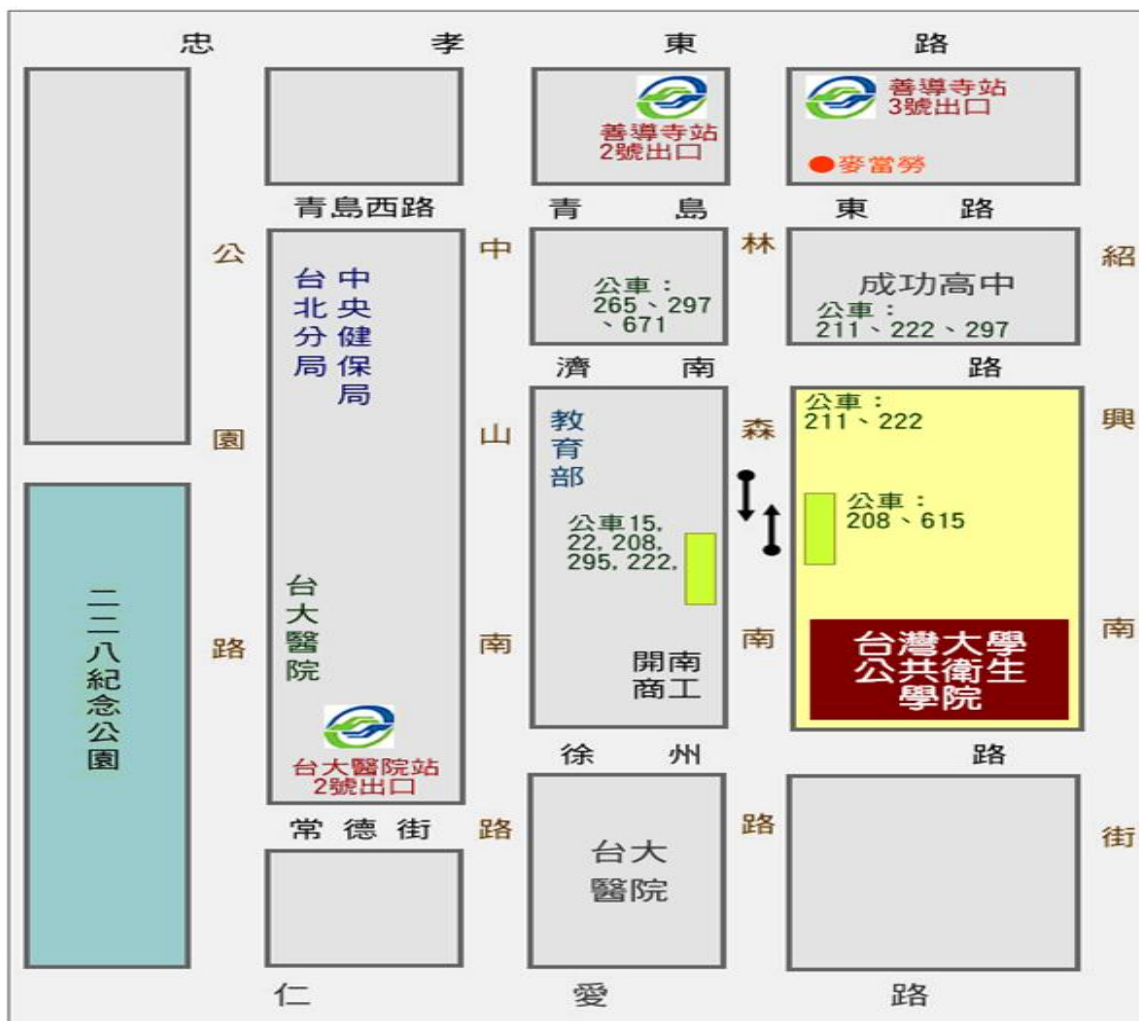 忠孝東路
善導寺站
2號出口
善導寺站
3號出口
麥當勞
青島西路
青島東路
公園路
中山南路
林森南路
紹興南街
中央健保局
台北分局
公車：
265、297
、671
成功高中
公車：
211、222、297
濟南路
教育部
公車：
211、222
公車：
208、615
公車15,
22, 208,
295, 222,
二二八紀念公園
台大醫院
台大醫院站
2號出口
開南
商工
台灣大學
公共衛生
學院
徐州路
常德街
台大
醫院
仁愛路